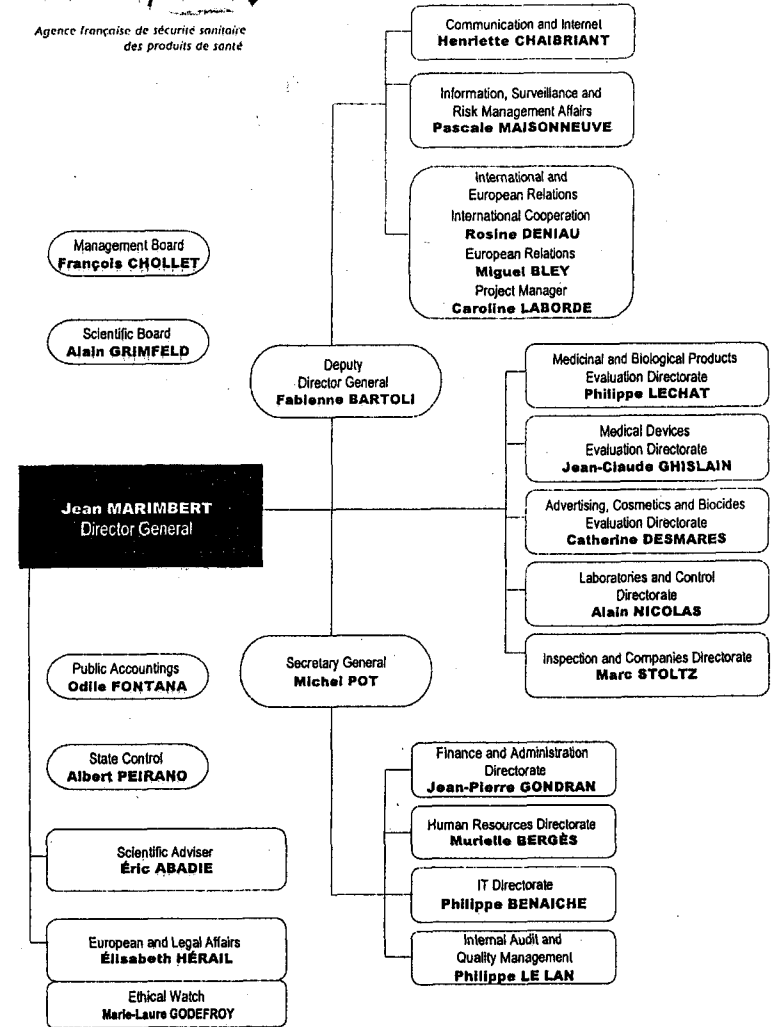 Agence française de sécurité sanitaire
des produits de santé
Communication and Internet
Henriette CHAIBRIANT
Information, Surveillance and
Risk Management Affairs
Pascale MAISONNEUVE
International and
European Relations
International Cooperation
Rosine DENIAU
European Relations
Miguel BLEY
Project Manager
Caroline LABORDE
Management Board
François CHOLLET
Scientific Board
Alain GRIMFELD
Deputy
Director General
Fabienne BARTOLI
Medicinal and Biological Products
Evaluation Directorate
Philippe LECHAT
Medical Devices
Evaluation Directorate
Jean-Claude GHISLAIN
Advertising, Cosmetics and Biocides
Evaluation Directorate
Catherine DESMARES
Laboratories and Control
Directorate
Alain NICOLAS
Inspection and Companies Directorate
Marc STOLTZ
Jean MARIMBERT
Director General
Public Accountings
Odile FONTANA
Secretary General
Michel POT
State Control
Albert PEIRANO
Finance and Administration
Directorate
Jean-Pierre GONDRAN
Human Resources Directorate
Murielle BERGÈS
IT Directorate
Philippe BENAICHE
Internal Audit and
Quality Management
Philippe LE LAN
Scientific Adviser
Éric ABADIE
European and Legal Affairs
Élisabeth HÉRAIL
Ethical Watch
Marie-Laure GODEFROY